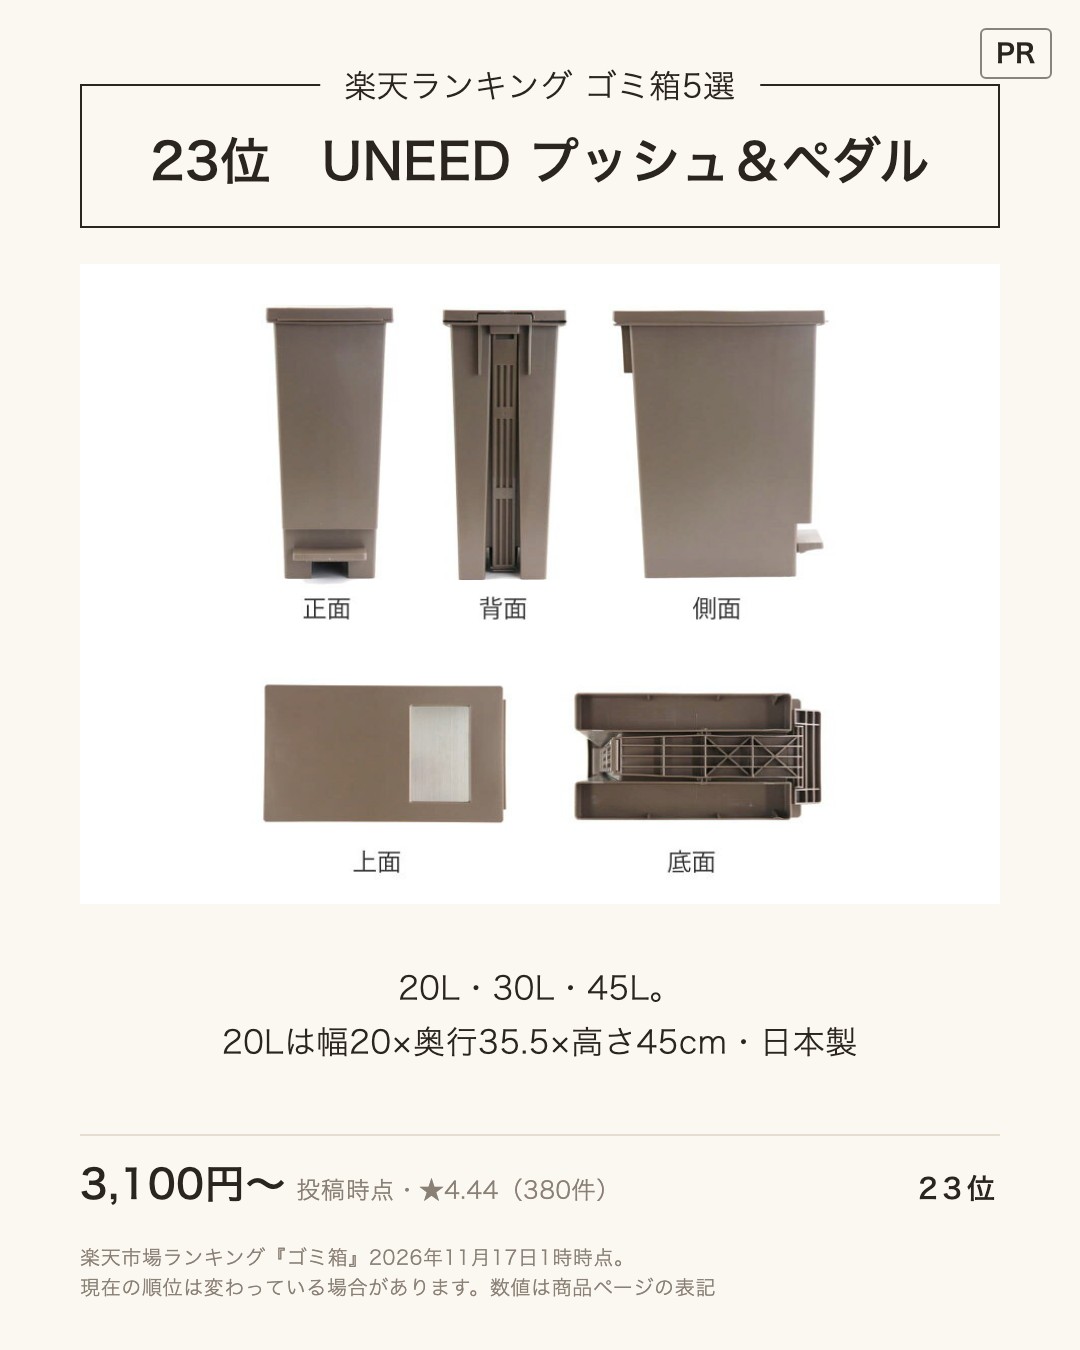 PR
楽天ランキング ゴミ箱5選
23位　UNEED プッシュ＆ペダル
正面
背面
側面
上面
底面
20L・30L・45L。
20Lは幅20×奥行35.5×高さ45cm・日本製
3,100円〜 投稿時点・★4.44（380件）
23位
楽天市場ランキング『ゴミ箱』2026年11月17日1時時点。
現在の順位は変わっている場合があります。数値は商品ページの表記